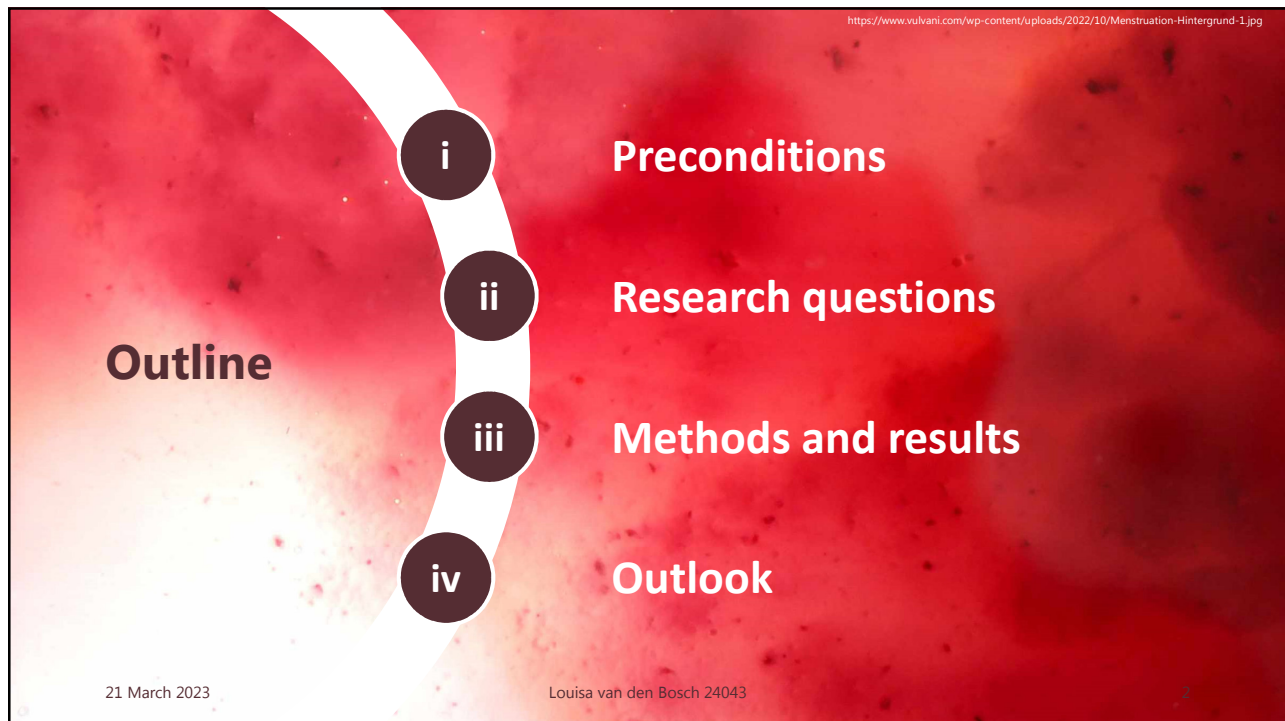 https://www.vulvani.com/wp-content/uploads/2022/10/Menstruation-Hintergrund-1.jpg
Outline
i
Preconditions
ii
Research questions
iii
Methods and results
iv
Outlook
21 March 2023
Louisa van den Bosch 24043
2